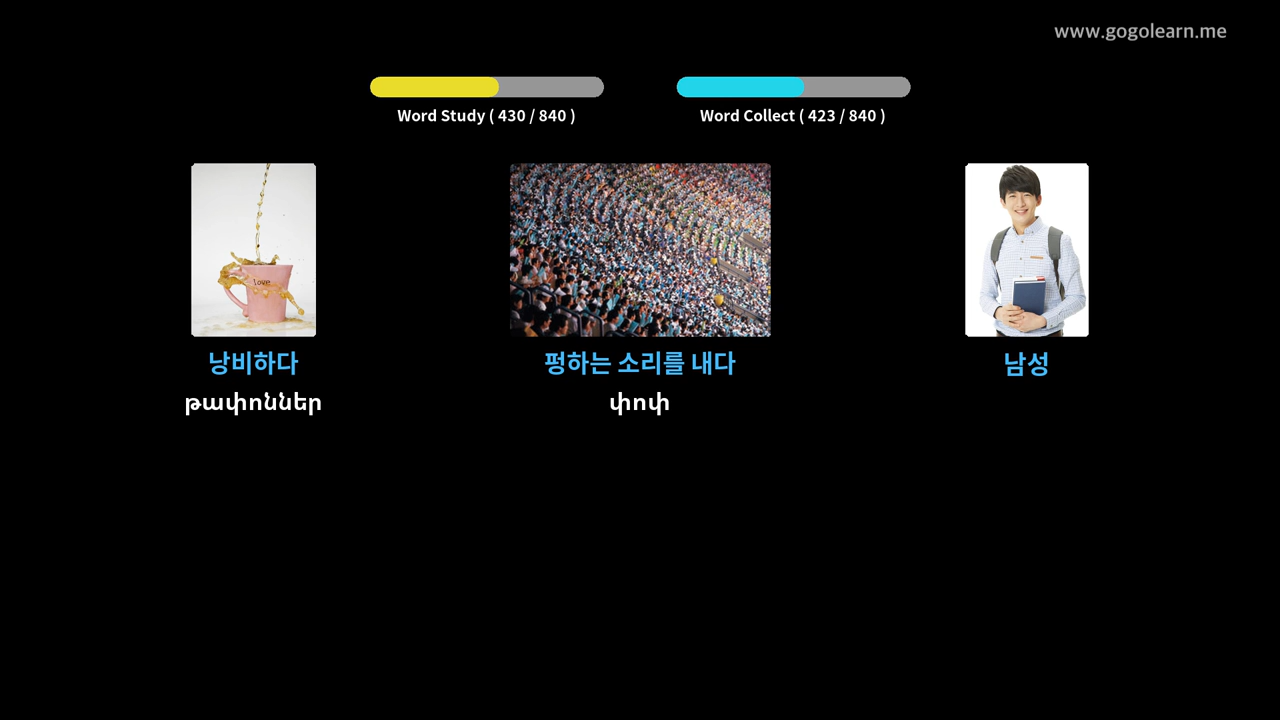 www.gogolearn.me
Word Study ( 430 / 840 )
Word Collect ( 423 / 840 )
love
낭비하다
펑하는 소리를 내다
남성
թափոններ
փոփ